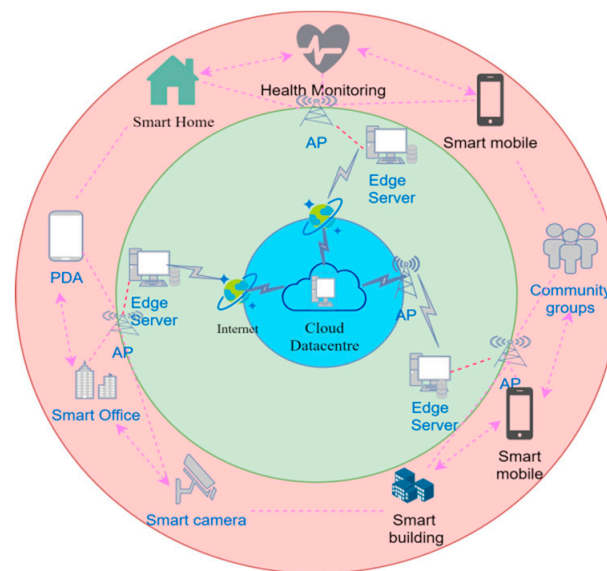 Health Monitoring
Smart Home
AP
Smart mobile
Edge
Server
PDA
Edge
Server
Internet
Cloud
Datacentre
AP
Community
groups
AP
AP
Edge
Server
Smart Office
Smart
mobile
Smart camera
Smart
building